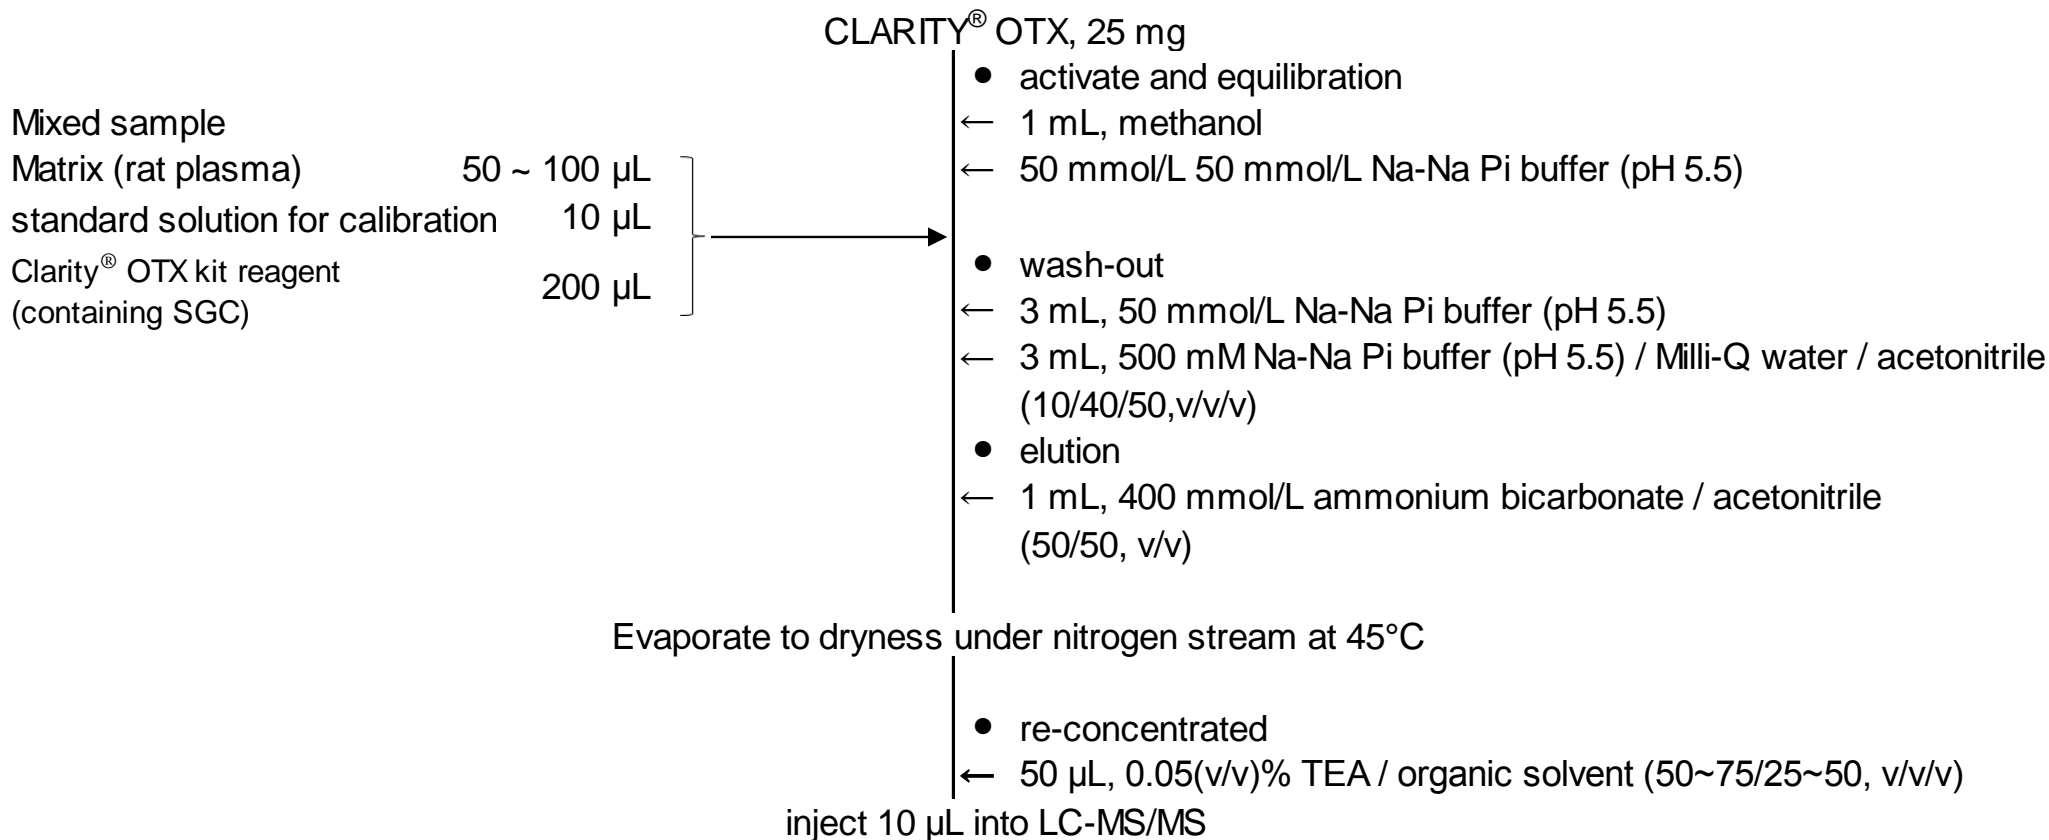 CLARITY® OTX, 25 mg
● activate and equilibration
← 1 mL, methanol
← 50 mmol/L 50 mmol/L Na-Na Pi buffer (pH 5.5)
Mixed sample
Matrix (rat plasma) 50 ~ 100 µL
standard solution for calibration 10 µL
Clarity® OTX kit reagent
(containing SGC) 200 µL
● wash-out
← 3 mL, 50 mmol/L Na-Na Pi buffer (pH 5.5)
← 3 mL, 500 mM Na-Na Pi buffer (pH 5.5) / Milli-Q water / acetonitrile
(10/40/50,v/v/v)
● elution
← 1 mL, 400 mmol/L ammonium bicarbonate / acetonitrile
(50/50, v/v)
Evaporate to dryness under nitrogen stream at 45°C
● re-concentrated
← 50 µL, 0.05(v/v)% TEA / organic solvent (50~75/25~50, v/v/v)
inject 10 µL into LC-MS/MS